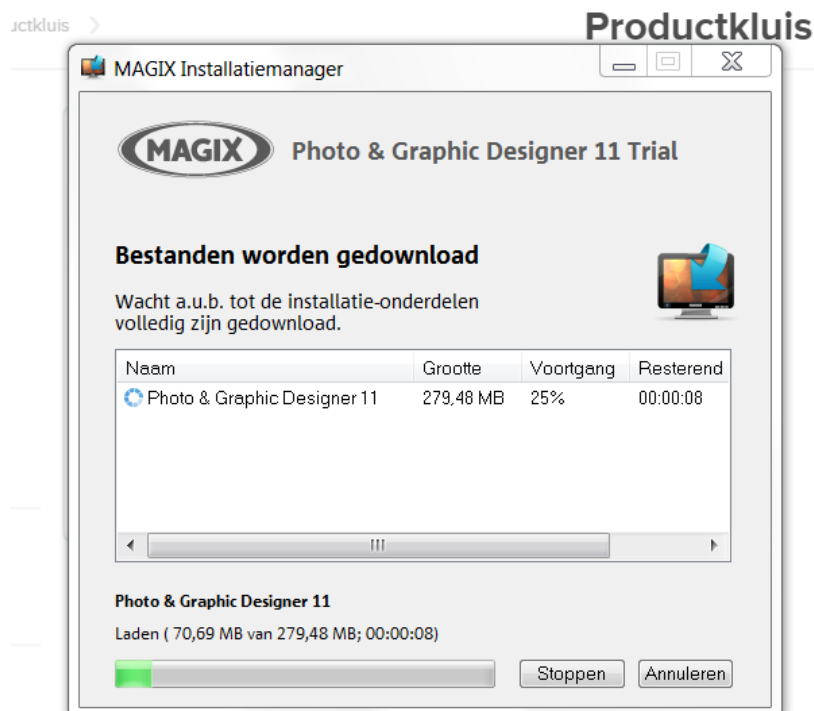 Productkluis
MAGIX Installatiemanager
MAGIX Photo & Graphic Designer 11 Trial
Bestanden worden gedownload
Wacht a.u.b. tot de installatie-onderdelen
volledig zijn gedownload.
Naam Grootte Voortgang Resterend
Photo & Graphic Designer 11 279,48 MB 25% 00:00:08
Photo & Graphic Designer 11
Laden ( 70,69 MB van 279,48 MB; 00:00:08)
Stoppen Annuleren